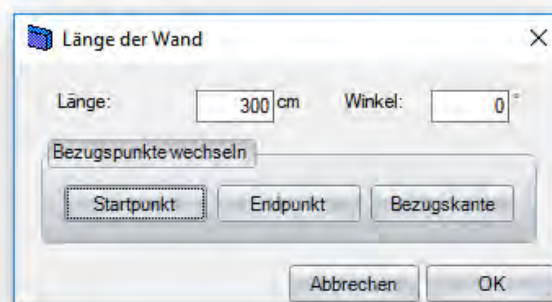 Länge der Wand
Länge: 300 cm Winkel: 0 °
Bezugspunkte wechseln
Startpunkt Endpunkt Bezugskante
Abbrechen OK